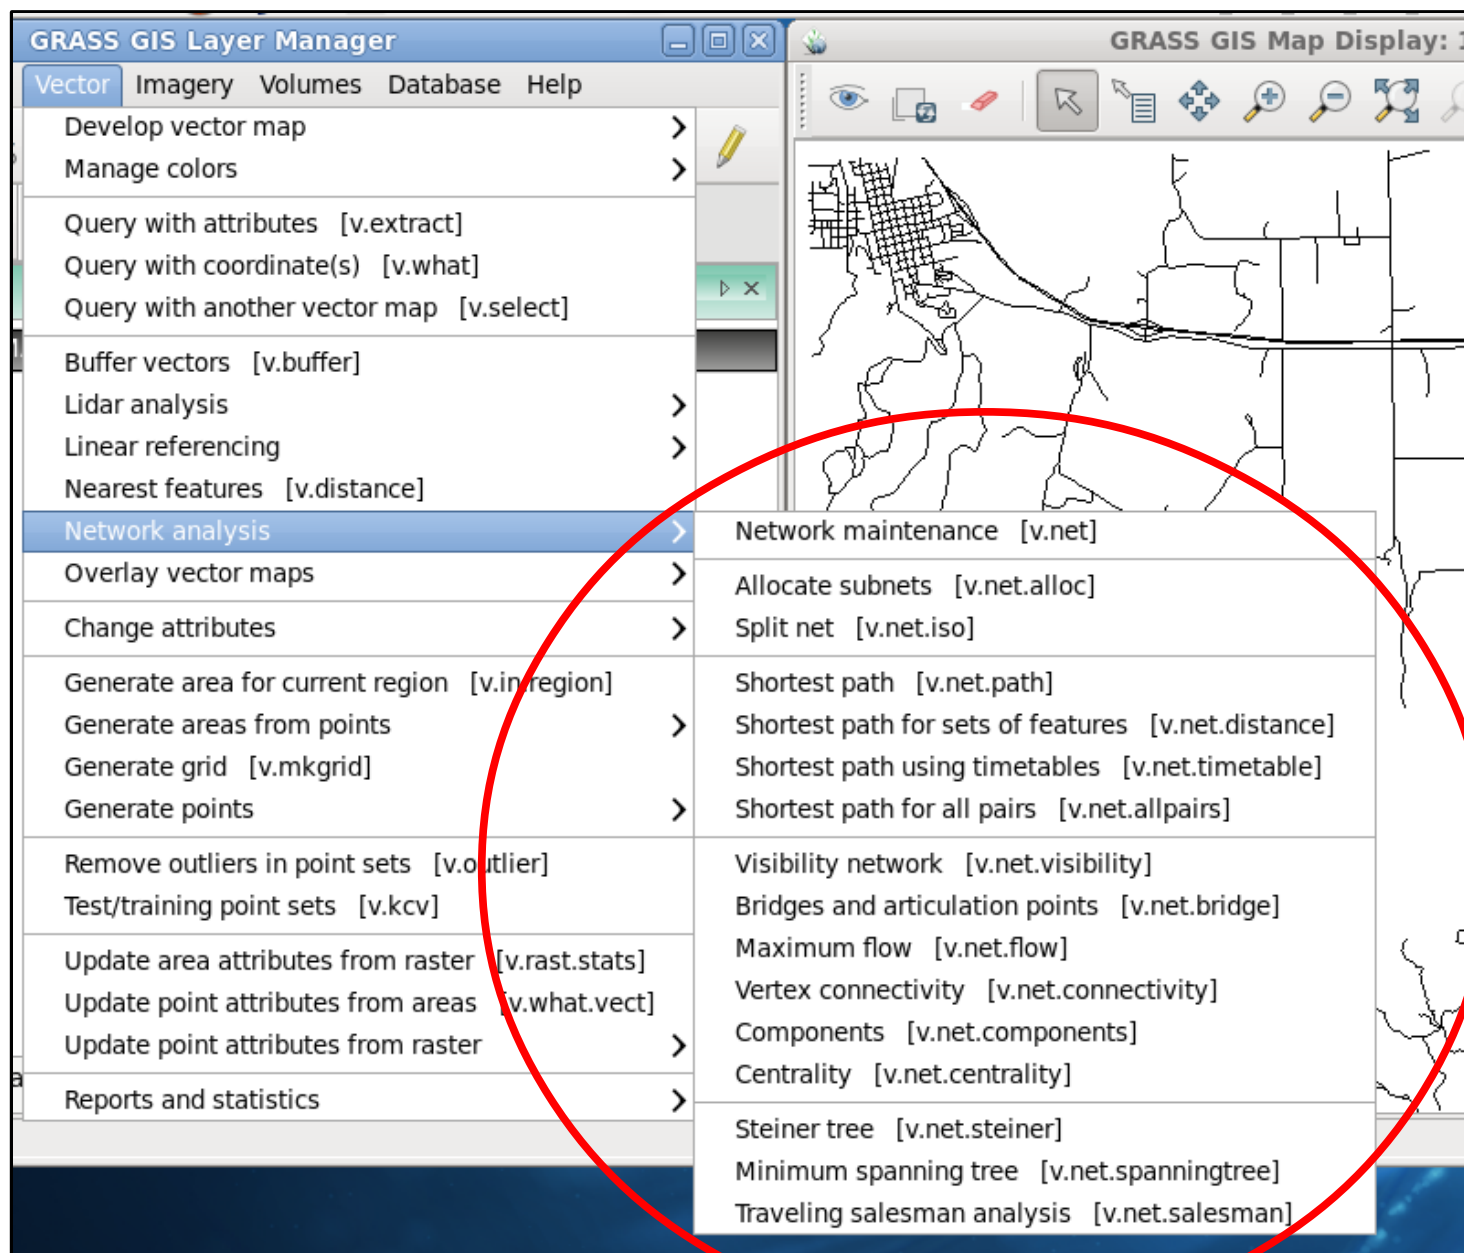 GRASS GIS Layer Manager
GRASS GIS Map Display:
Vector Imagery Volumes Database Help
Develop vector map
Manage colors
Query with attributes [v.extract]
Query with coordinate(s) [v.what]
Query with another vector map [v.select]
Buffer vectors [v.buffer]
Lidar analysis
Linear referencing
Nearest features [v.distance]
Network analysis
Overlay vector maps
Change attributes
Generate area for current region [v.in.region]
Generate areas from points
Generate grid [v.mkgrid]
Generate points
Remove outliers in point sets [v.outlier]
Test/training point sets [v.kcv]
Update area attributes from raster [v.rast.stats]
Update point attributes from areas [v.what.vect]
Update point attributes from raster
Reports and statistics
Network maintenance [v.net]
Allocate subnets [v.net.alloc]
Split net [v.net.iso]
Shortest path [v.net.path]
Shortest path for sets of features [v.net.distance]
Shortest path using timetables [v.net.timetable]
Shortest path for all pairs [v.net.allpairs]
Visibility network [v.net.visibility]
Bridges and articulation points [v.net.bridge]
Maximum flow [v.net.flow]
Vertex connectivity [v.net.connectivity]
Components [v.net.components]
Centrality [v.net.centrality]
Steiner tree [v.net.steiner]
Minimum spanning tree [v.net.spanningtree]
Traveling salesman analysis [v.net.salesman]